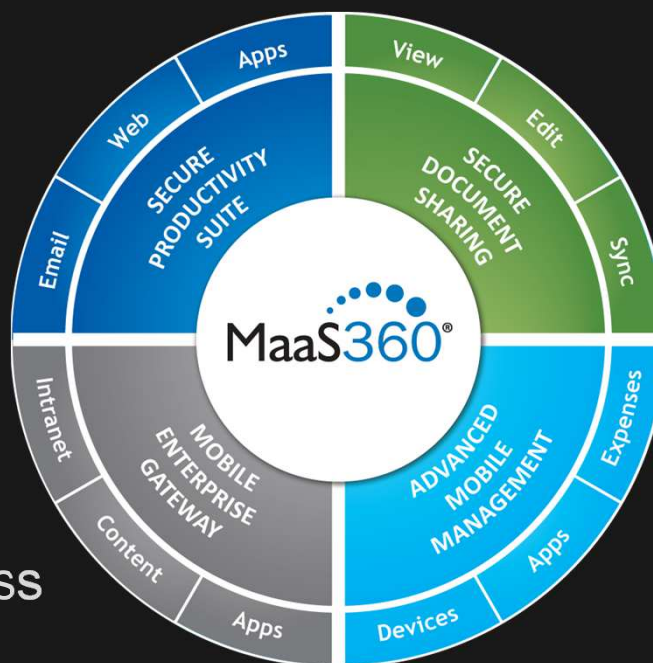 Apps
Web
Email
SECURE
PRODUCTIVITY
SUITE
View
Edit
Sync
SECURE
DOCUMENT
SHARING
MaaS360®
Intranet
Content
Apps
MOBILE
ENTERPRISE
GATEWAY
Expenses
Apps
Devices
ADVANCED
MOBILE
MANAGEMENT